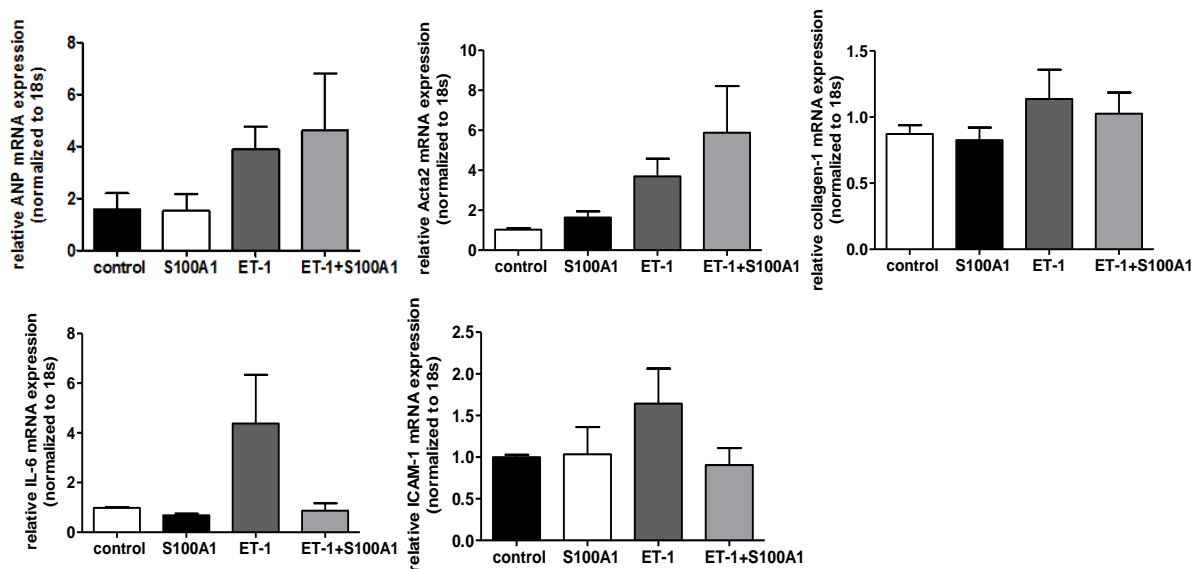 relative ANP mRNA expression
(normalized to 18s)
8
6
4
2
0
control S100A1 ET-1 ET-1+S100A1
relative Acta2 mRNA expression
(normalized to 18s)
10
8
6
4
2
0
control S100A1 ET-1 ET-1+S100A1
relative collagen-1 mRNA expression
(normalized to 18s)
1.5
1.0
0.5
0.0
control S100A1 ET-1 ET-1+S100A1
relative IL-6 mRNA expression
(normalized to 18s)
8
6
4
2
0
control S100A1 ET-1 ET-1+S100A1
relative ICAM-1 mRNA expression
(normalized to 18s)
2.5
2.0
1.5
1.0
0.5
0.0
control S100A1 ET-1 ET-1+S100A1